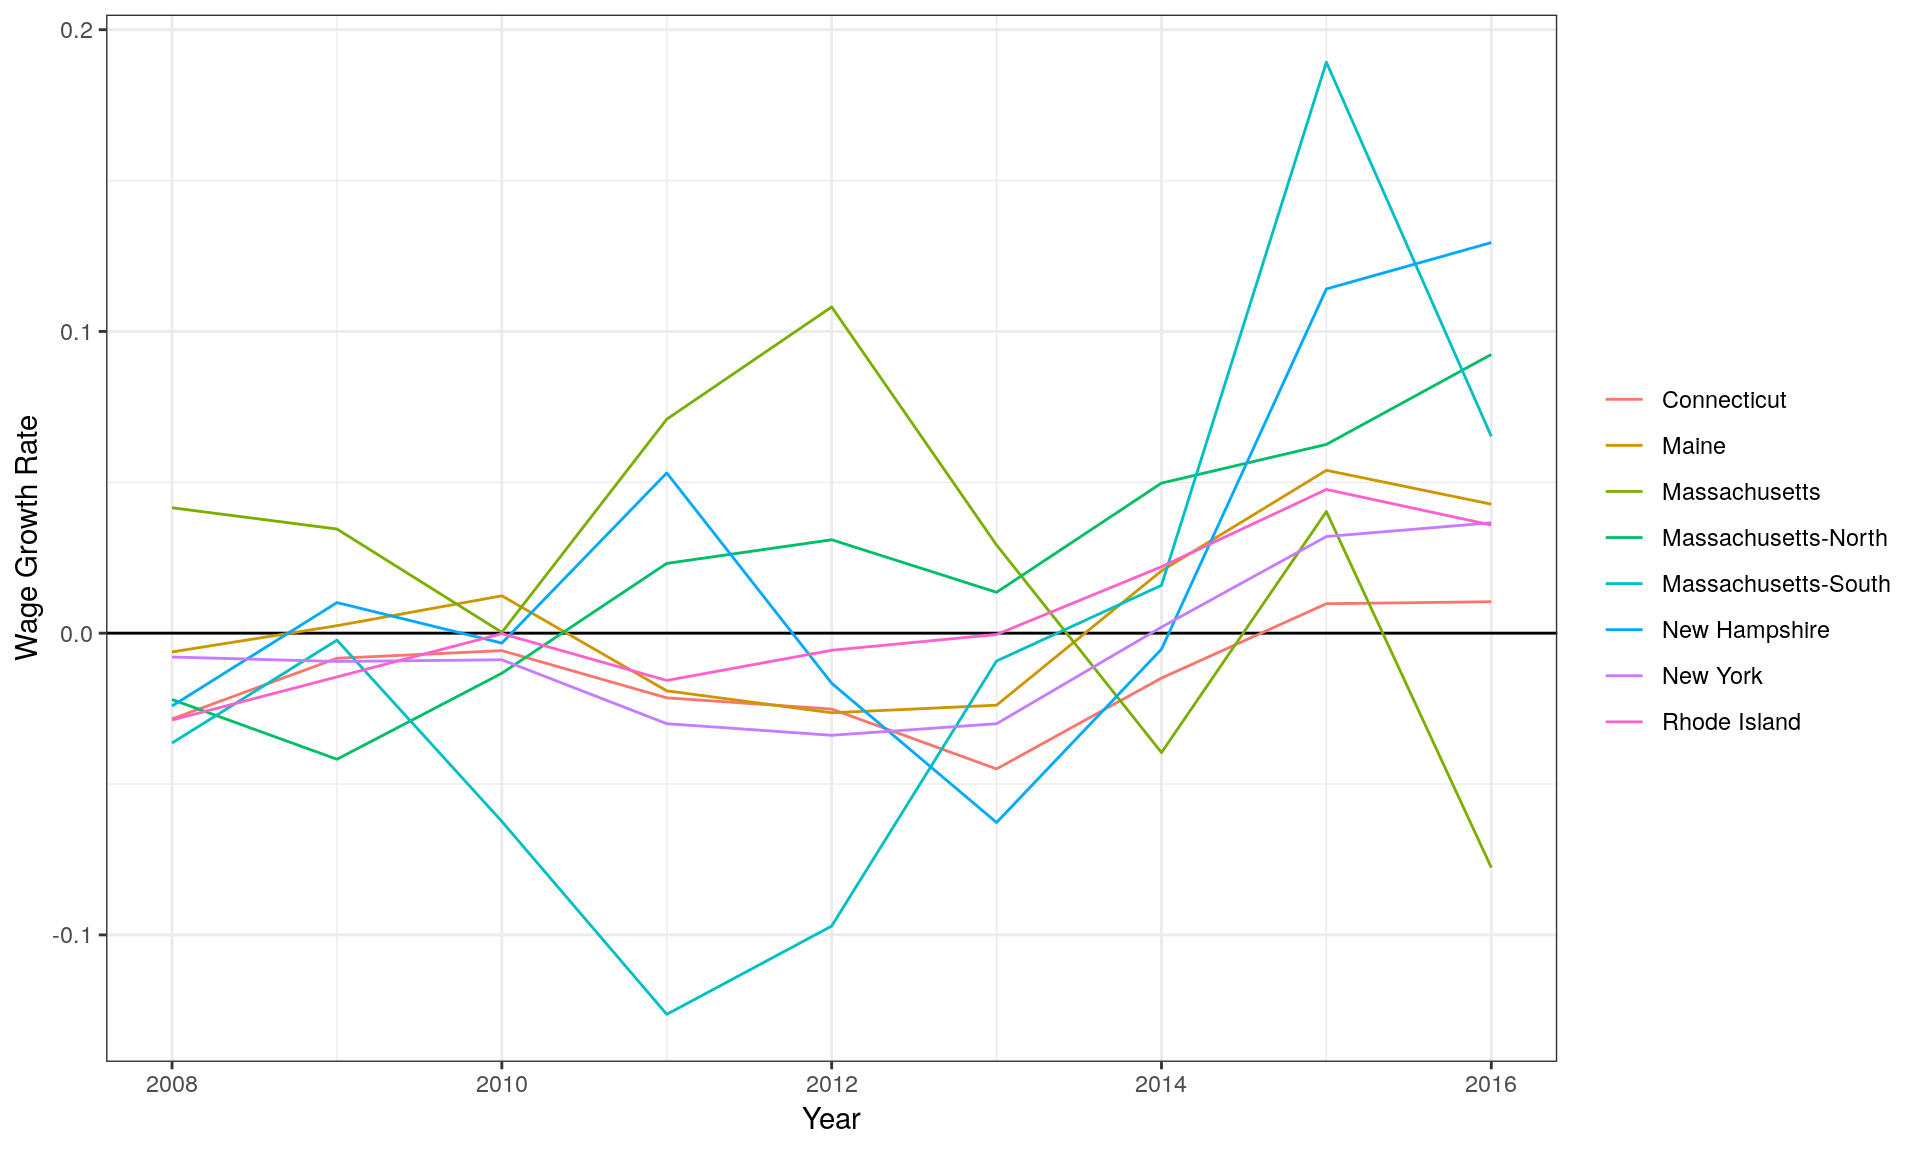 0.2
0.1
0.0
-0.1
Wage Growth Rate
2008 2010 2012 2014 2016
Year
Connecticut
Maine
Massachusetts
Massachusetts-North
Massachusetts-South
New Hampshire
New York
Rhode Island